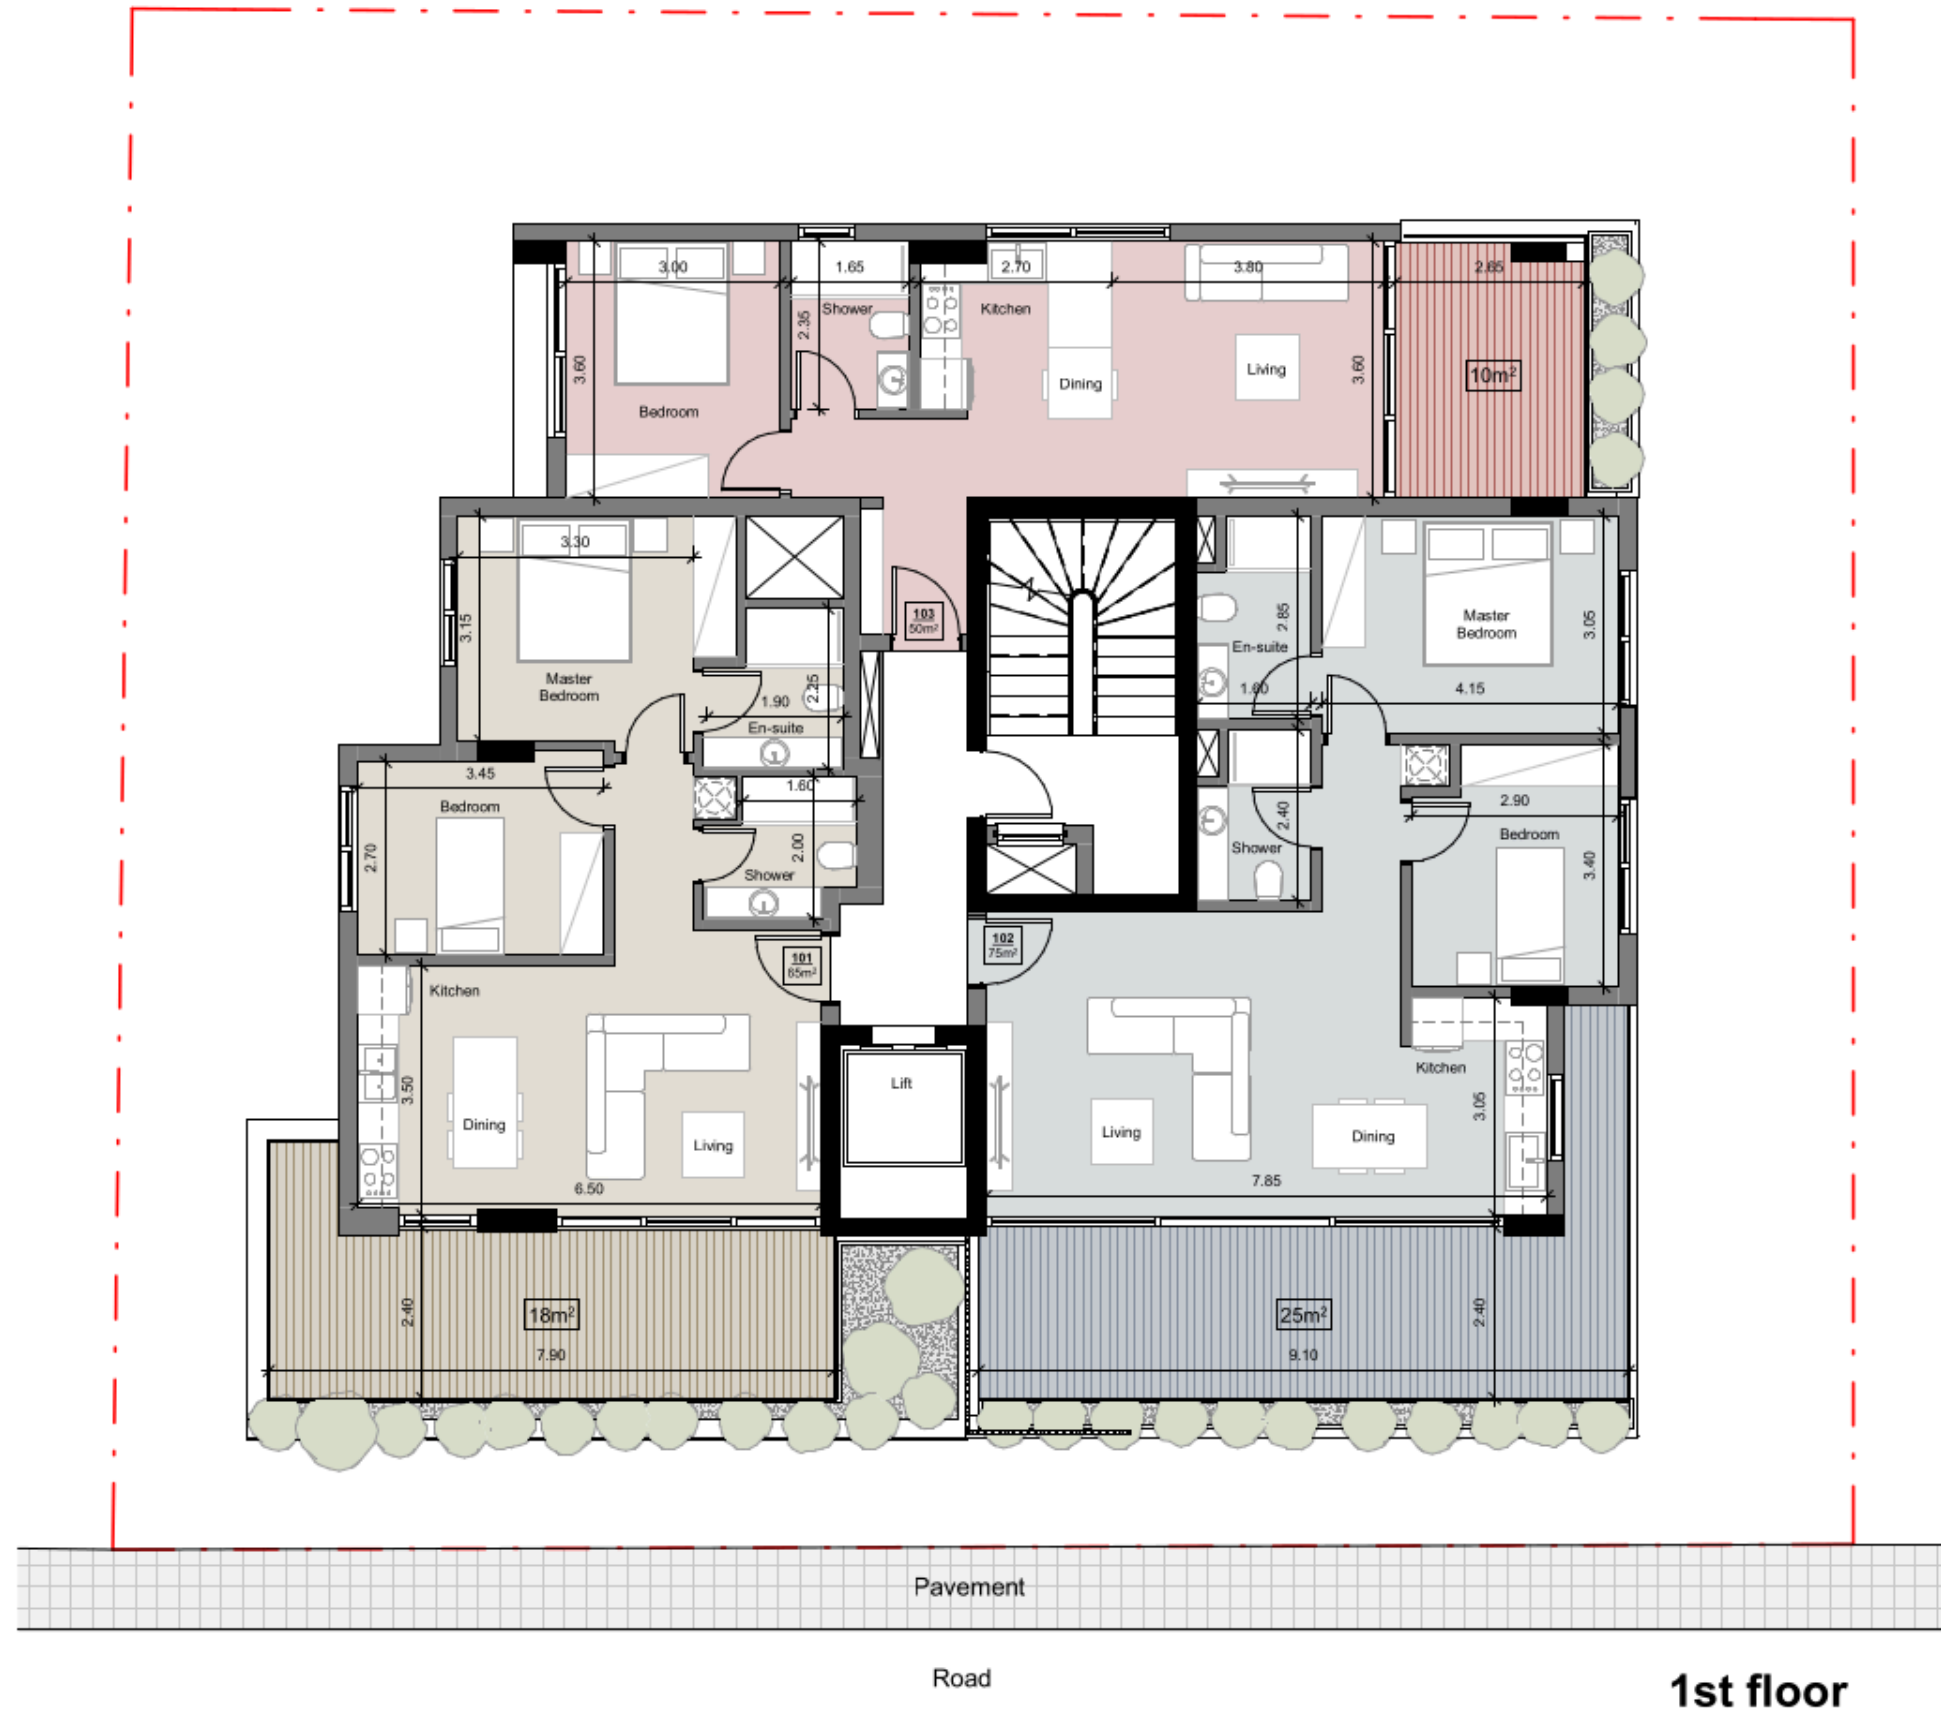 3.00
1.65
2.70
3.80
2.65
Shower
Kitchen
2.35
3.60
Dining
Living
3.60
10m²
Bedroom
3.30
3.15
Master
Bedroom
103
50m²
2.85
En-suite
1.60
Master
Bedroom
3.05
4.15
2.25
1.90
En-suite
3.45
Bedroom
2.70
1.60
2.00
Shower
2.40
Shower
2.90
Bedroom
3.40
101
65m²
102
75m²
Kitchen
3.50
Dining
Living
6.50
Lift
Living
Dining
Kitchen
3.05
7.85
2.40
18m²
7.90
25m²
9.10
2.40
Pavement
Road
1st floor